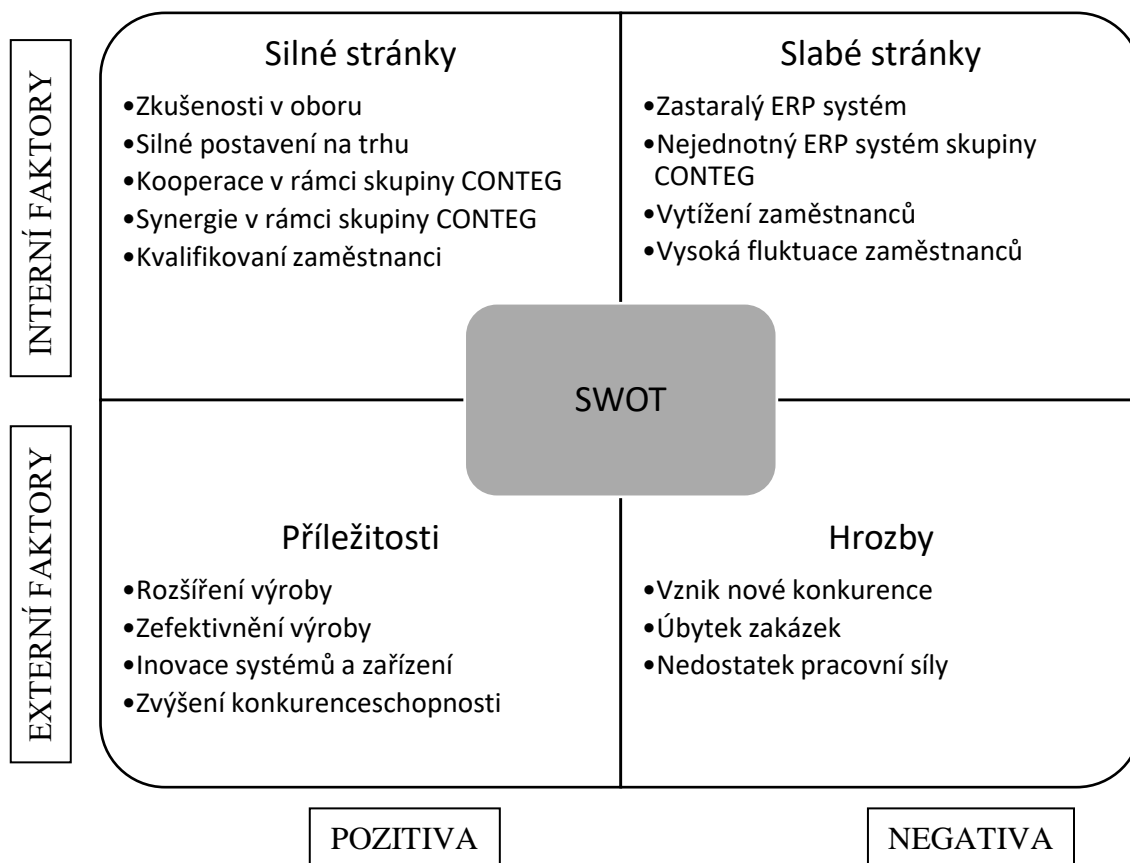 INTERNÍ FAKTORY
Silné stránky
•Zkušenosti v oboru
•Silné postavení na trhu
•Kooperace v rámci skupiny CONTEG
•Synergie v rámci skupiny CONTEG
•Kvalifikovaní zaměstnanci
Slabé stránky
•Zastaralý ERP systém
•Nejednotný ERP systém skupiny
CONTEG
•Vytížení zaměstnanců
•Vysoká fluktuace zaměstnanců
SWOT
EXTERNÍ FAKTORY
Příležitosti
•Rozšíření výroby
•Zefektivnění výroby
•Inovace systémů a zařízení
•Zvýšení konkurenceschopnosti
Hrozby
•Vznik nové konkurence
•Úbytek zakázek
•Nedostatek pracovní síly
POZITIVA
NEGATIVA